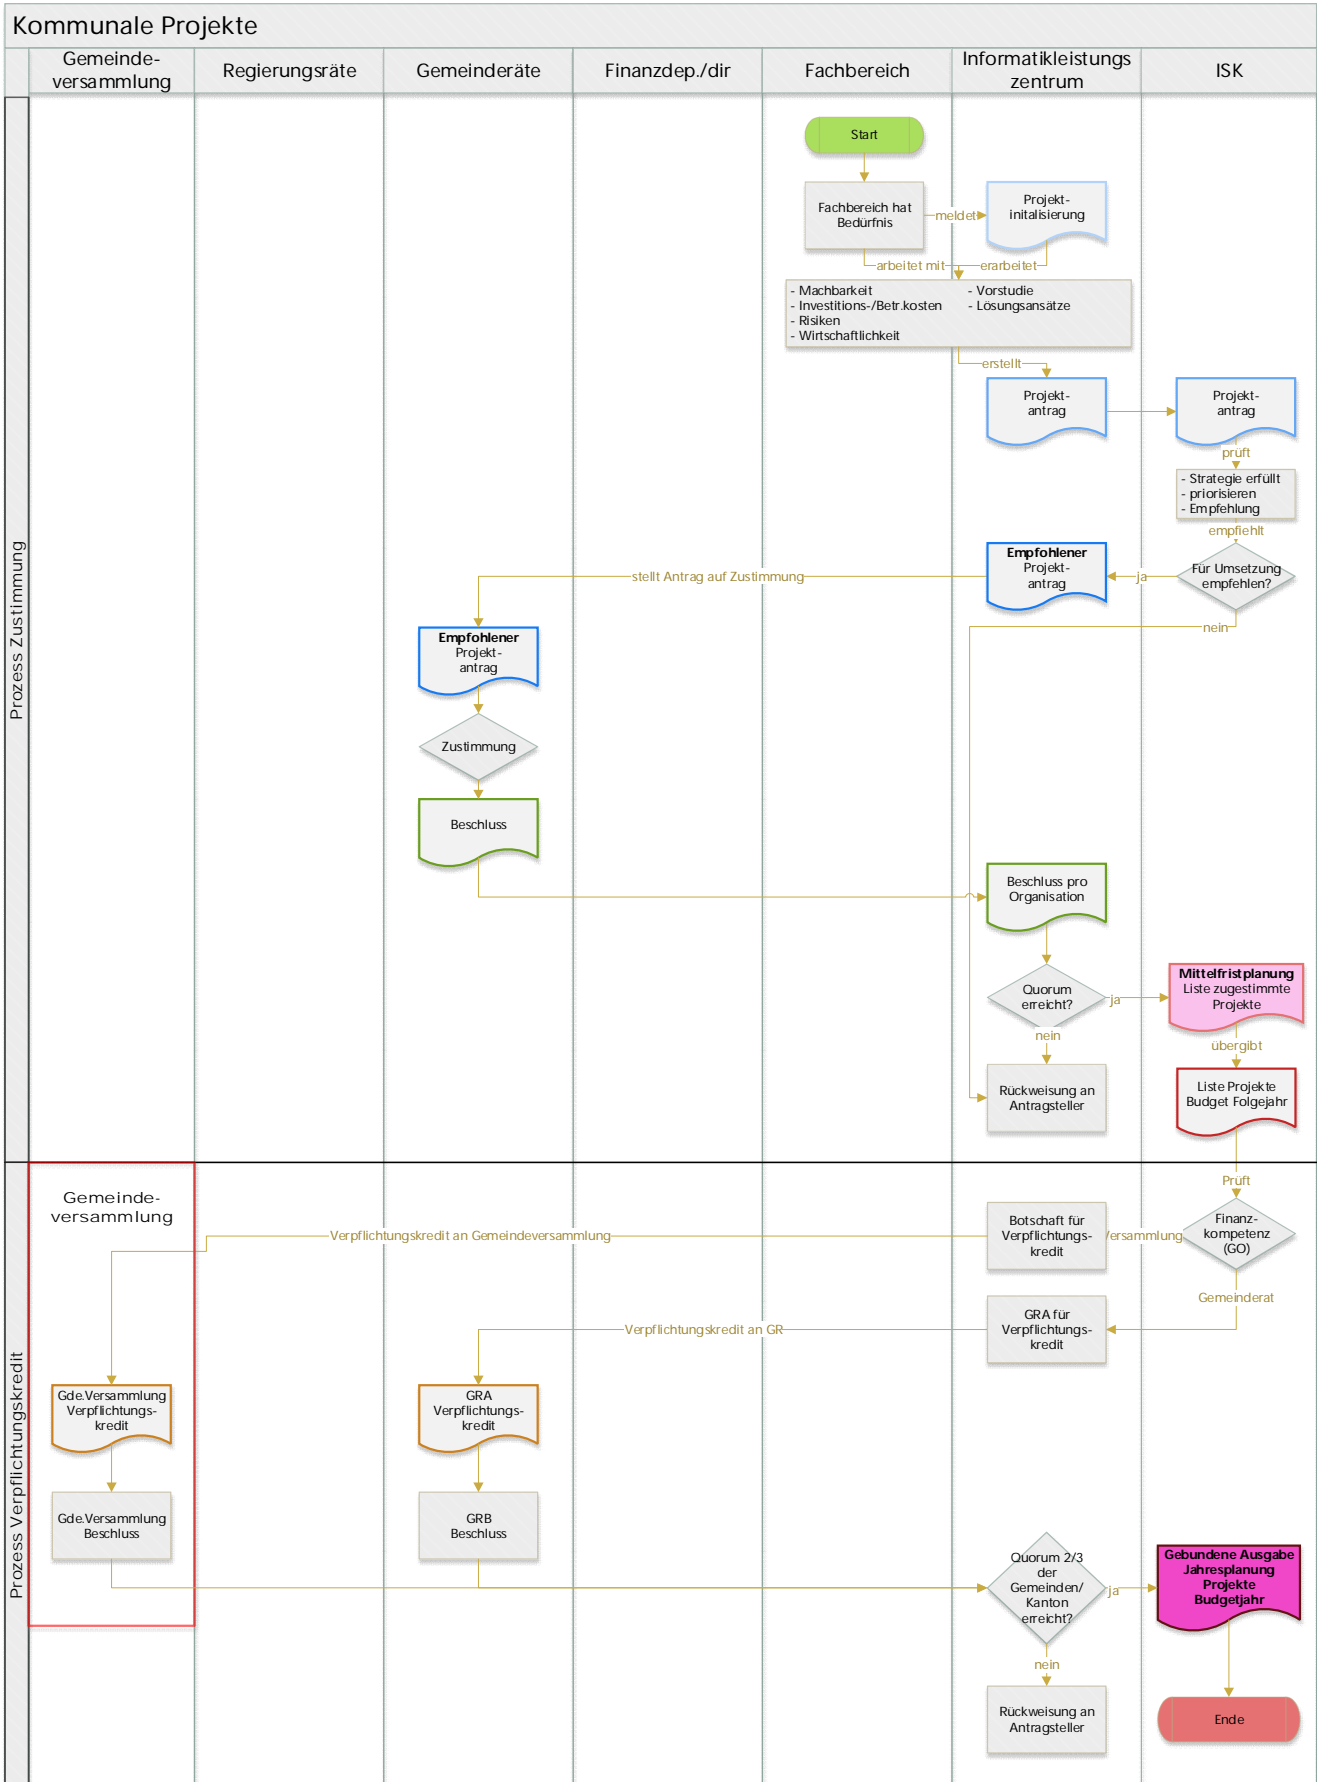 Kommunale Projekte
Gemeinde-
versammlung
Regierungsräte
Gemeinderäte
Finanzdep./dir
Fachbereich
Informatikleistungs
zentrum
ISK
Prozess Zustimmung
Start
Fachbereich hat
Bedürfnis
meldet
Projekt-
initalisierung
arbeitet mit
erarbeitet
- Machbarkeit
- Investitions-/Betr.kosten
- Risiken
- Wirtschaftlichkeit
- Vorstudie
- Lösungsansätze
erstellt
Projekt-
antrag
Projekt-
antrag
prüft
- Strategie erfüllt
- priorisieren
- Empfehlung
empfiehlt
Für Umsetzung
empfehlen?
ja
nein
Empfohlener
Projekt-
antrag
stellt Antrag auf Zustimmung
Empfohlener
Projekt-
antrag
Zustimmung
Beschluss
Beschluss pro
Organisation
Quorum
erreicht?
ja
nein
Mittelfristplanung
Liste zugestimmte
Projekte
übergibt
Rückweisung an
Antragsteller
Liste Projekte
Budget Folgejahr
Prozess Verpflichtungskredit
Gemeinde-
versammlung
Prüft
Finanz-
kompetenz
(GO)
Versammlung
Botschaft für
Verpflichtungs-
kredit
Verpflichtungskredit an Gemeindeversammlung
Gemeinderat
GRA für
Verpflichtungs-
kredit
Verpflichtungskredit an GR
Gde.Versammlung
Verpflichtungs-
kredit
GRA
Verpflichtungs-
kredit
Gde.Versammlung
Beschluss
GRB
Beschluss
Quorum 2/3
der
Gemeinden/
Kanton
erreicht?
ja
nein
Gebundene Ausgabe
Jahresplanung
Projekte
Budgetjahr
Rückweisung an
Antragsteller
Ende